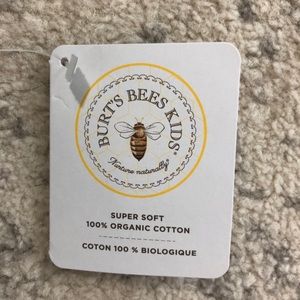 BURT'S BEES KIDS®
Nurture naturally®
SUPER SOFT
100% ORGANIC COTTON
COTON 100 % BIOLOGIQUE